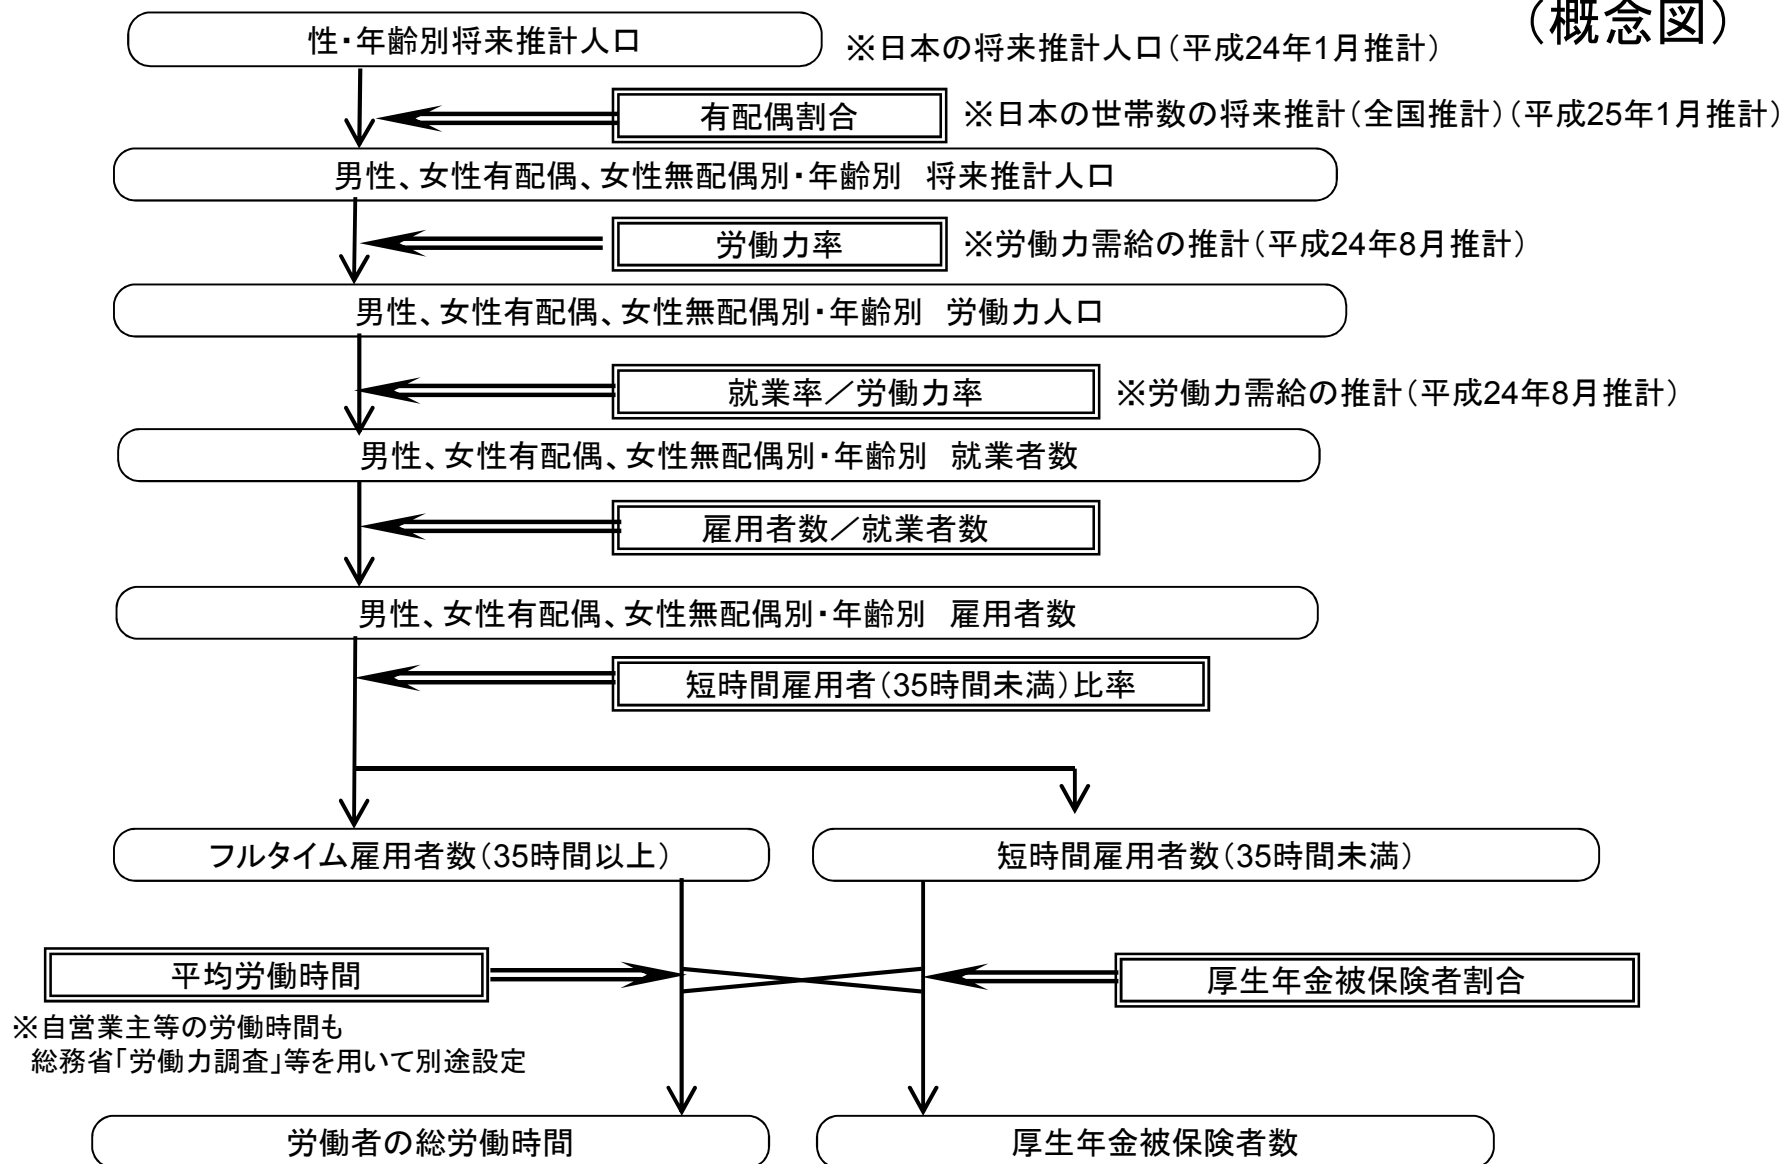 (概念図)
性・年齢別将来推計人口
※日本の将来推計人口(平成24年1月推計)
有配偶割合
※日本の世帯数の将来推計(全国推計)(平成25年1月推計)
男性、女性有配偶、女性無配偶別・年齢別 将来推計人口
労働力率
※労働力需給の推計(平成24年8月推計)
男性、女性有配偶、女性無配偶別・年齢別 労働力人口
就業率/労働力率
※労働力需給の推計(平成24年8月推計)
男性、女性有配偶、女性無配偶別・年齢別 就業者数
雇用者数/就業者数
男性、女性有配偶、女性無配偶別・年齢別 雇用者数
短時間雇用者(35時間未満)比率
フルタイム雇用者数(35時間以上)
短時間雇用者数(35時間未満)
平均労働時間
厚生年金被保険者割合
※自営業主等の労働時間も
総務省「労働力調査」等を用いて別途設定
労働者の総労働時間
厚生年金被保険者数